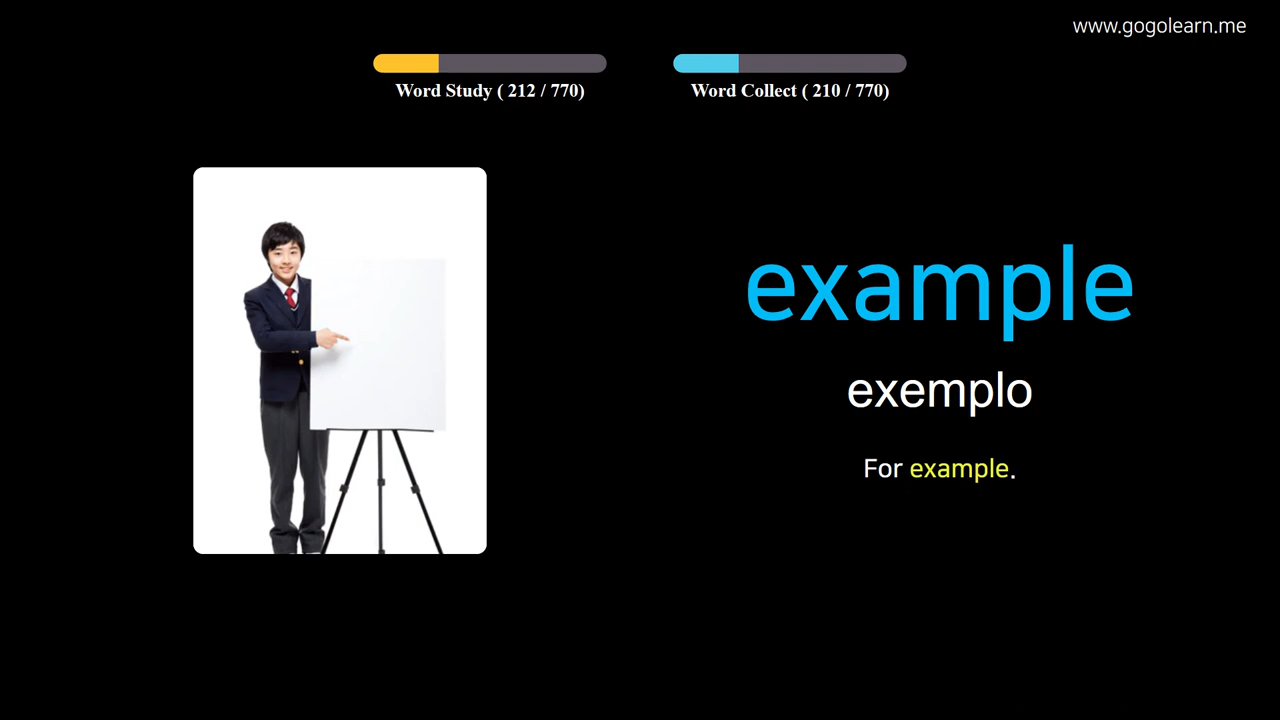 www.gogolearn.me
Word Study ( 212 / 770)
Word Collect ( 210 / 770)
example
exemplo
For example.